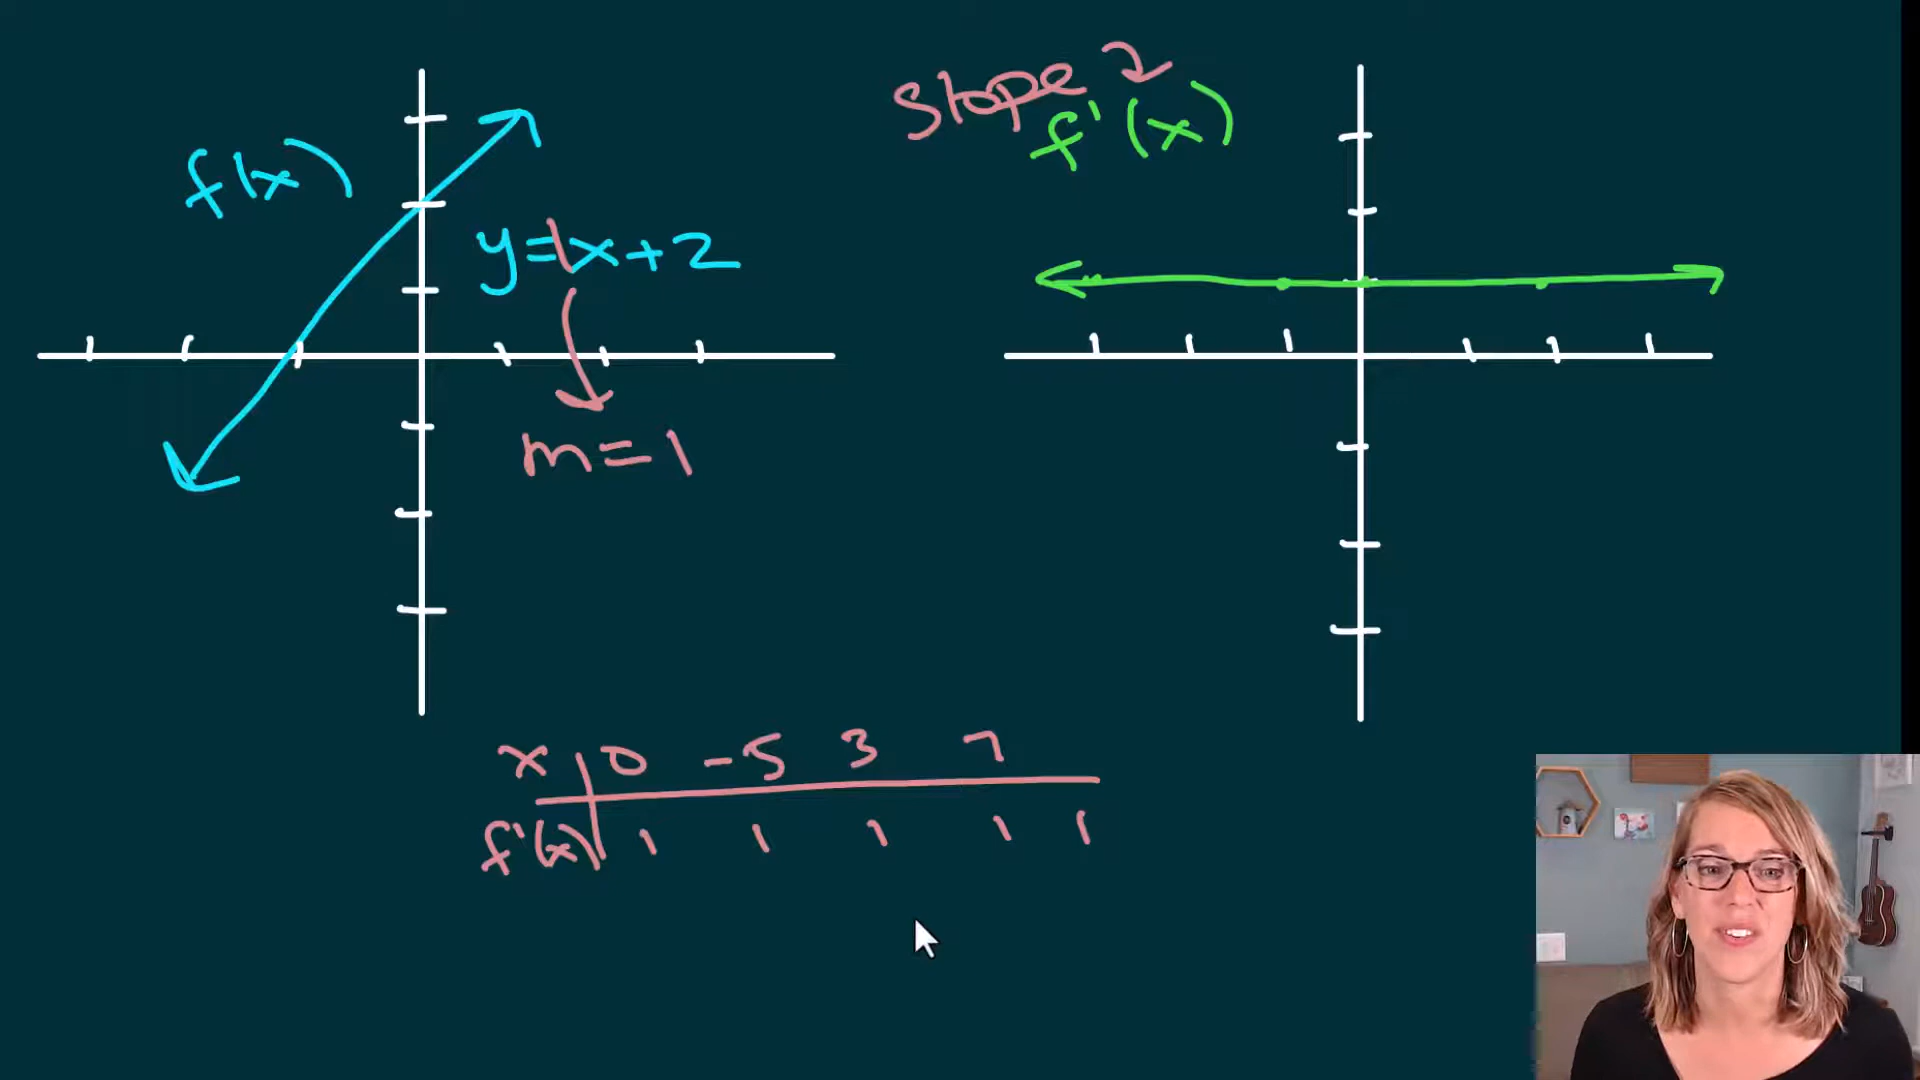 Slope
f'(x)
f(x)
y=1x+2
m=1
x 0 -5 3 7
f'(x) 1 1 1 1 1